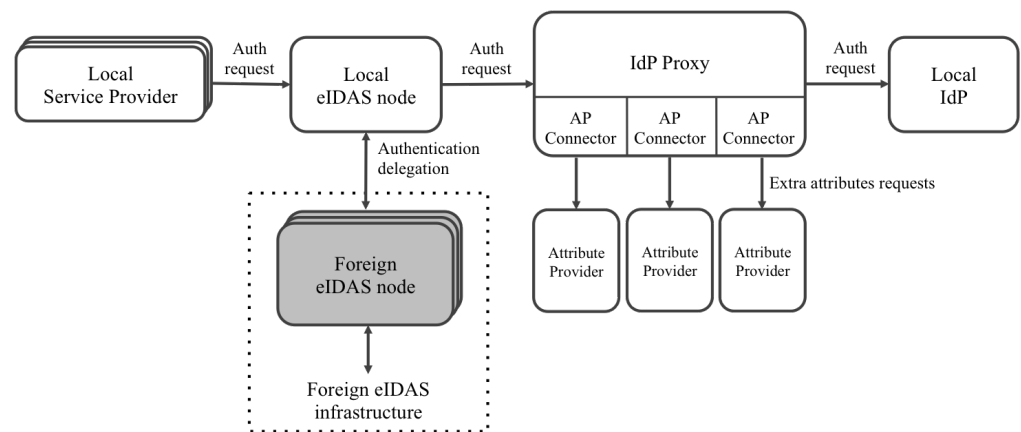 Local
Service Provider
Auth
request
Local
eIDAS node
Auth
request
IdP Proxy
AP
Connector
AP
Connector
AP
Connector
Auth
request
Local
IdP
Authentication
delegation
Extra attributes requests
Foreign
eIDAS node
Attribute
Provider
Attribute
Provider
Attribute
Provider
Foreign eIDAS
infrastructure